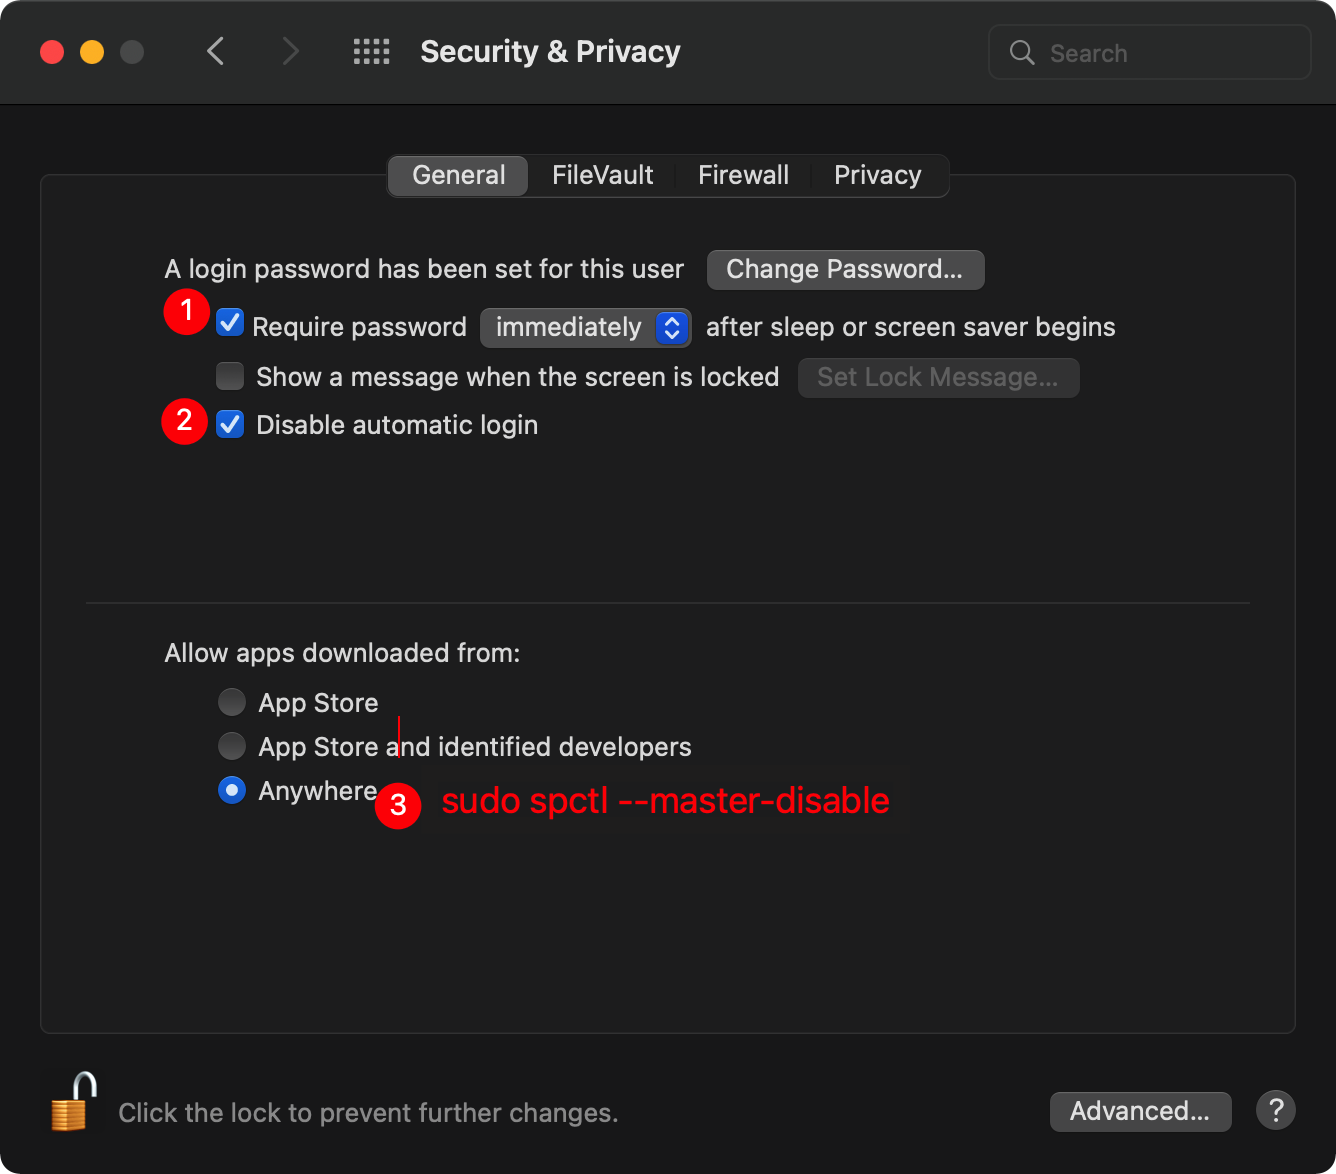 Security & Privacy
Search
General FileVault Firewall Privacy
A login password has been set for this user Change Password...
1 Require password immediately after sleep or screen saver begins
Show a message when the screen is locked Set Lock Message...
2 Disable automatic login
Allow apps downloaded from:
App Store
App Store and identified developers
Anywhere 3 sudo spctl --master-disable
Click the lock to prevent further changes.
Advanced... ?